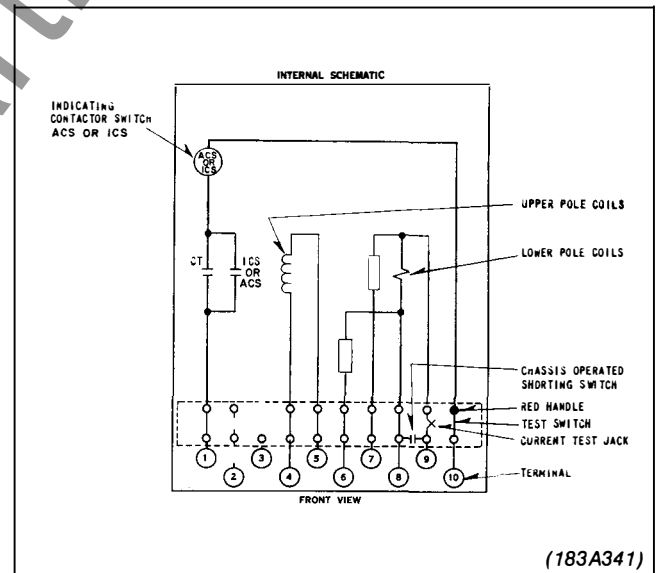 INTERNAL SCHEMATIC
INDICATING
CONTACTOR SWITCH
ACS OR ICS
ACS
OR
ICS
UPPER POLE COILS
LOWER POLE COILS
CT
ICS
OR
ACS
CHASSIS OPERATED
SHORTING SWITCH
RED HANDLE
TEST SWITCH
CURRENT TEST JACK
1
2
3
4
5
6
7
8
9
10
TERMINAL
FRONT VIEW
(183A341)